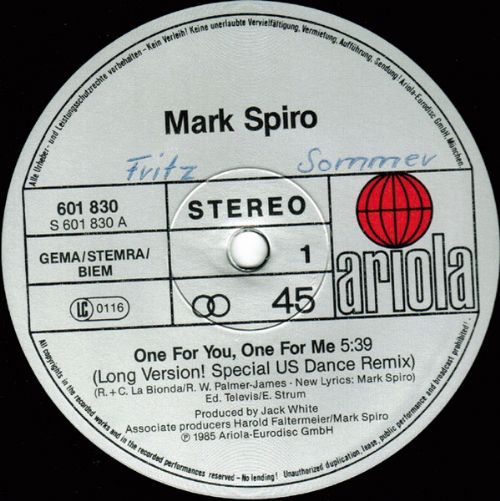 Alle Urheber- und Leistungsschutzrechte vorbehalten - Kein Verleih! Keine unerlaubte Vervielfältigung, Vermietung, Aufführung, Sendung! Ariola-Eurodisc GmbH, München.
Mark Spiro
Fritz Sommer
601 830
S 601 830 A
STEREO
GEMA/STEMRA/
BIEM
1
ariola
LC 0116
45
One For You, One For Me 5:39
(Long Version! Special US Dance Remix)
(R. + C. La Bionda/R. W. Palmer-James · New Lyrics: Mark Spiro)
Ed. Televis/E. Strum
Produced by Jack White
Associate producers Harold Faltermeier/Mark Spiro
℗ 1985 Ariola-Eurodisc GmbH
All copyrights in the recorded works and in the recorded performances reserved - No lending! Unauthorized duplication, lease, public performance and broadcast prohibited!